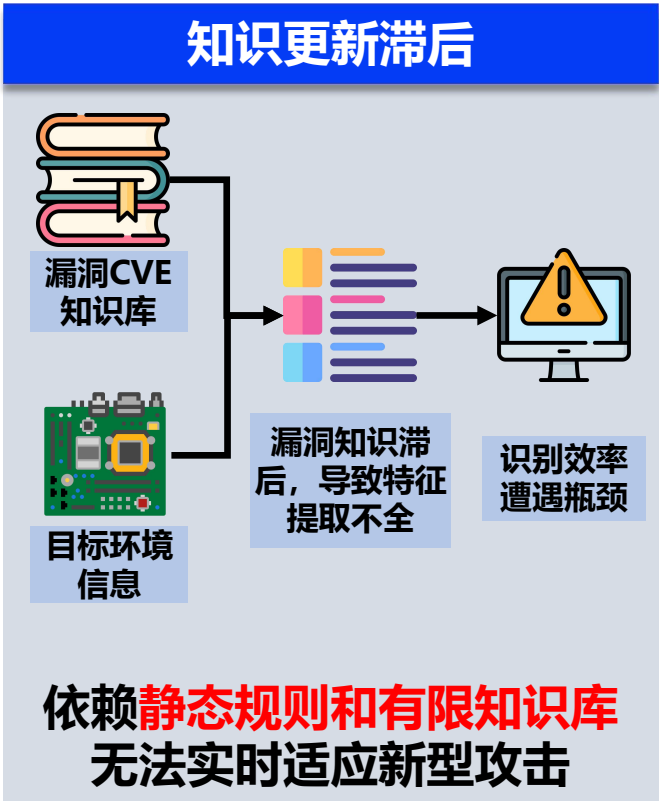 知识更新滞后
漏洞CVE
知识库
目标环境
信息
漏洞知识滞
后，导致特征
提取不全
识别效率
遭遇瓶颈
依赖静态规则和有限知识库
无法实时适应新型攻击